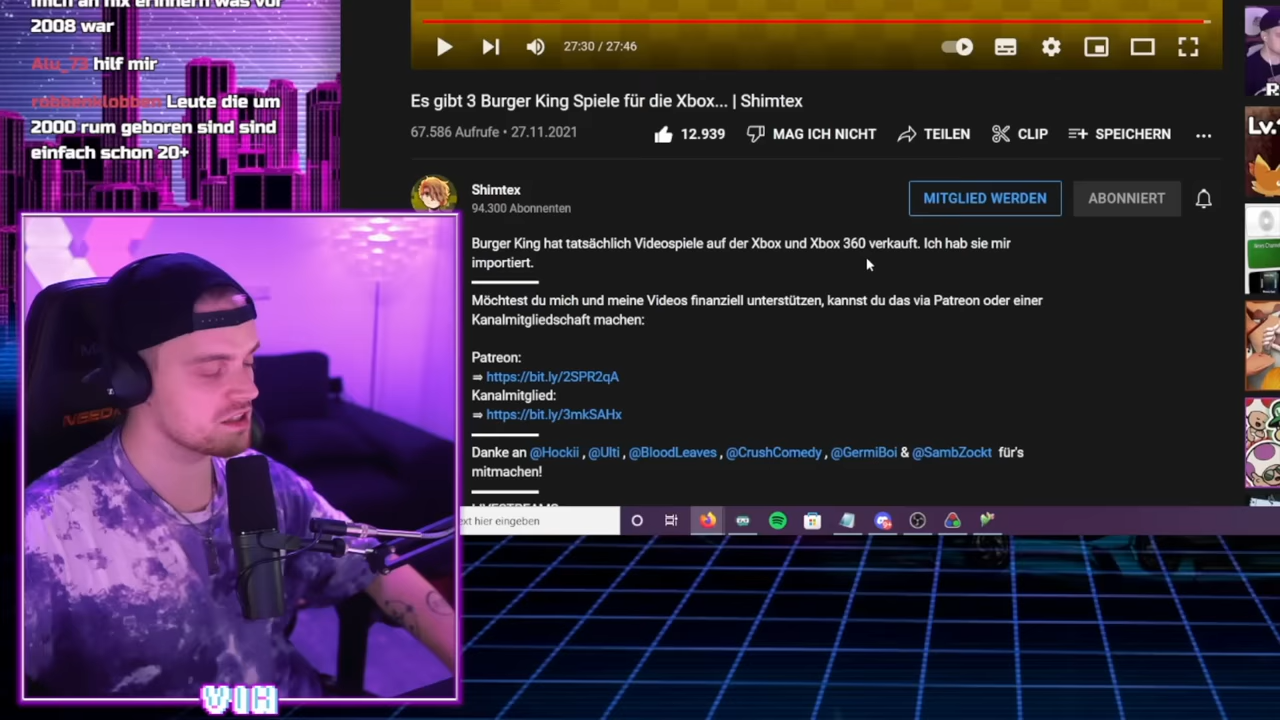 mich an nix erinnern was vor
2008 war
Alu_73 hilf mir
Leute die um
2000 rum geboren sind sind
einfach schon 20+
27:30 / 27:46
Es gibt 3 Burger King Spiele für die Xbox... | Shimtex
67.586 Aufrufe • 27.11.2021
12.939
MAG ICH NICHT
TEILEN
CLIP
SPEICHERN
Shimtex
94.300 Abonnenten
MITGLIED WERDEN
ABONNIERT
Burger King hat tatsächlich Videospiele auf der Xbox und Xbox 360 verkauft. Ich hab sie mir
importiert.
Möchtest du mich und meine Videos finanziell unterstützen, kannst du das via Patreon oder einer
Kanalmitgliedschaft machen:
Patreon:
⇒ https://bit.ly/2SPR2qA
Kanalmitglied:
⇒ https://bit.ly/3mkSAHx
Danke an @Hockii , @Ulti , @BloodLeaves , @CrushComedy , @GermiBoi & @SambZockt für's
mitmachen!
ext hier eingeben
Lv.
VIK